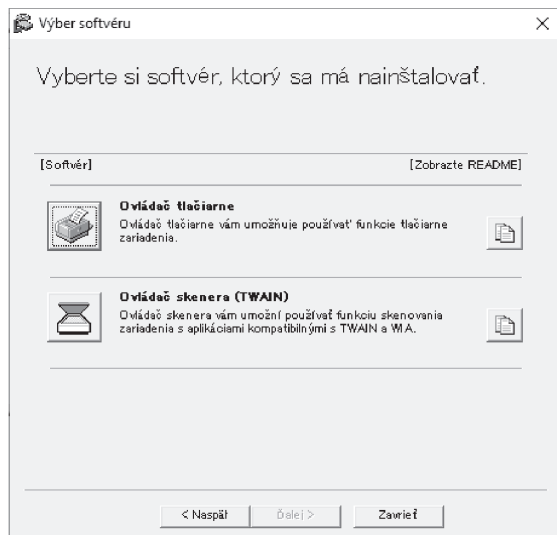 Výber softvéru
Vyberte si softvér, ktorý sa má nainštalovať.
[Softvér] [Zobrazte README]
Ovládač tlačiarne
Ovládač tlačiarne vám umožňuje používať funkcie tlačiarne
zariadenia.
Ovládač skenera (TWAIN)
Ovládač skenera vám umožní používať funkciu skenovania
zariadenia s aplikáciami kompatibilnými s TWAIN a WIA.
< Naspäť Ďalej > Zavrieť